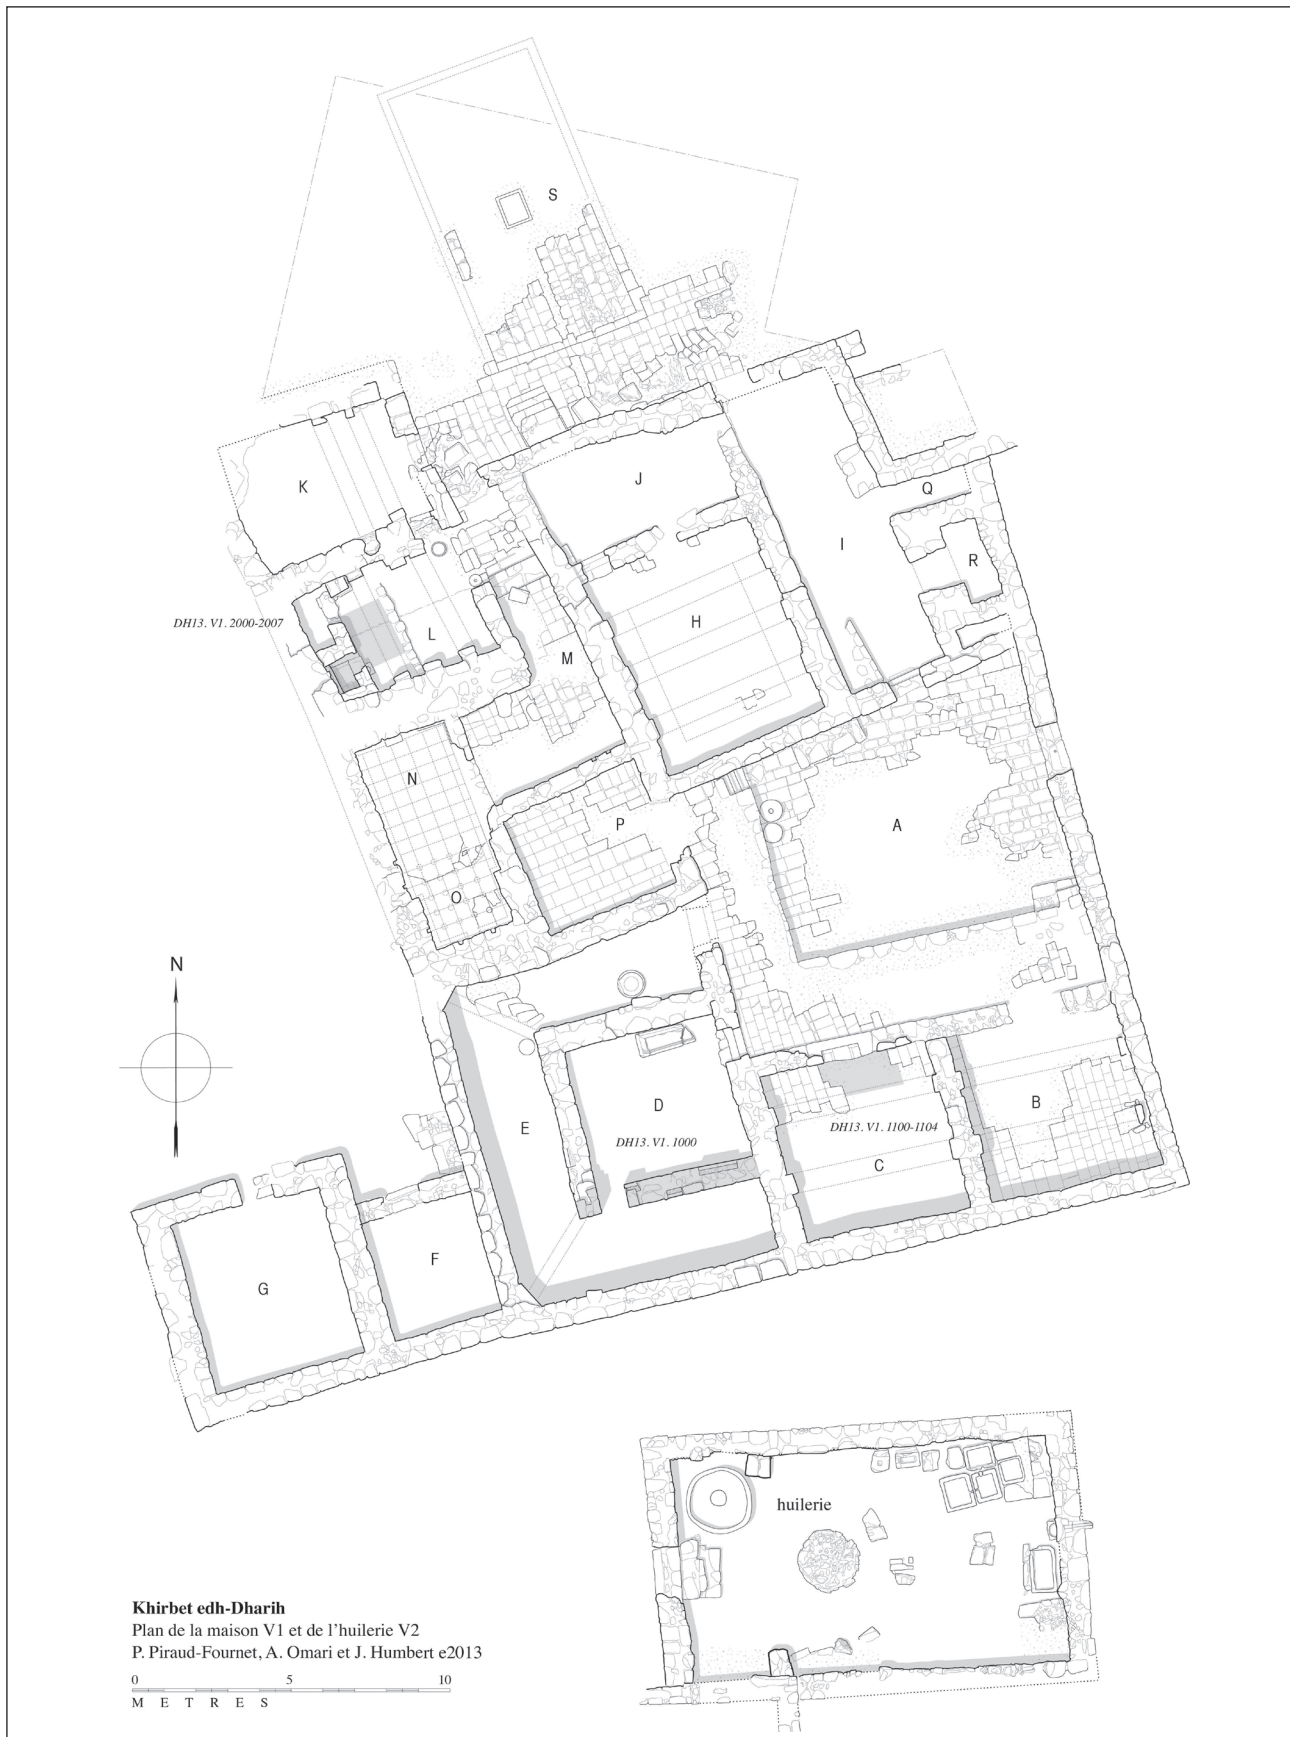 S
K
J
Q
I
R
DH13. V1. 2000-2007
L
H
M
N
P
A
O
N
E
D
B
DH13. V1. 1000
DH13. V1. 1100-1104
C
F
G
huilerie
Khirbet edh-Dharih
Plan de la maison V1 et de l'huilerie V2
P. Piraud-Fournet, A. Omari et J. Humbert e2013
0 5 10
M E T R E S